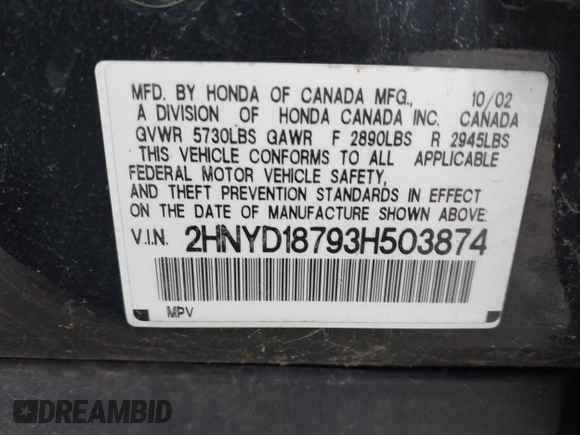 MFD. BY HONDA OF CANADA MFG., 10/02
A DIVISION OF HONDA CANADA INC. CANADA
GVWR 5730LBS GAWR F 2890LBS R 2945LBS
THIS VEHICLE CONFORMS TO ALL APPLICABLE
FEDERAL MOTOR VEHICLE SAFETY,
AND THEFT PREVENTION STANDARDS IN EFFECT
ON THE DATE OF MANUFACTURE SHOWN ABOVE:
V.I.N. 2HNYD18793H503874
MPV
DREAMBID